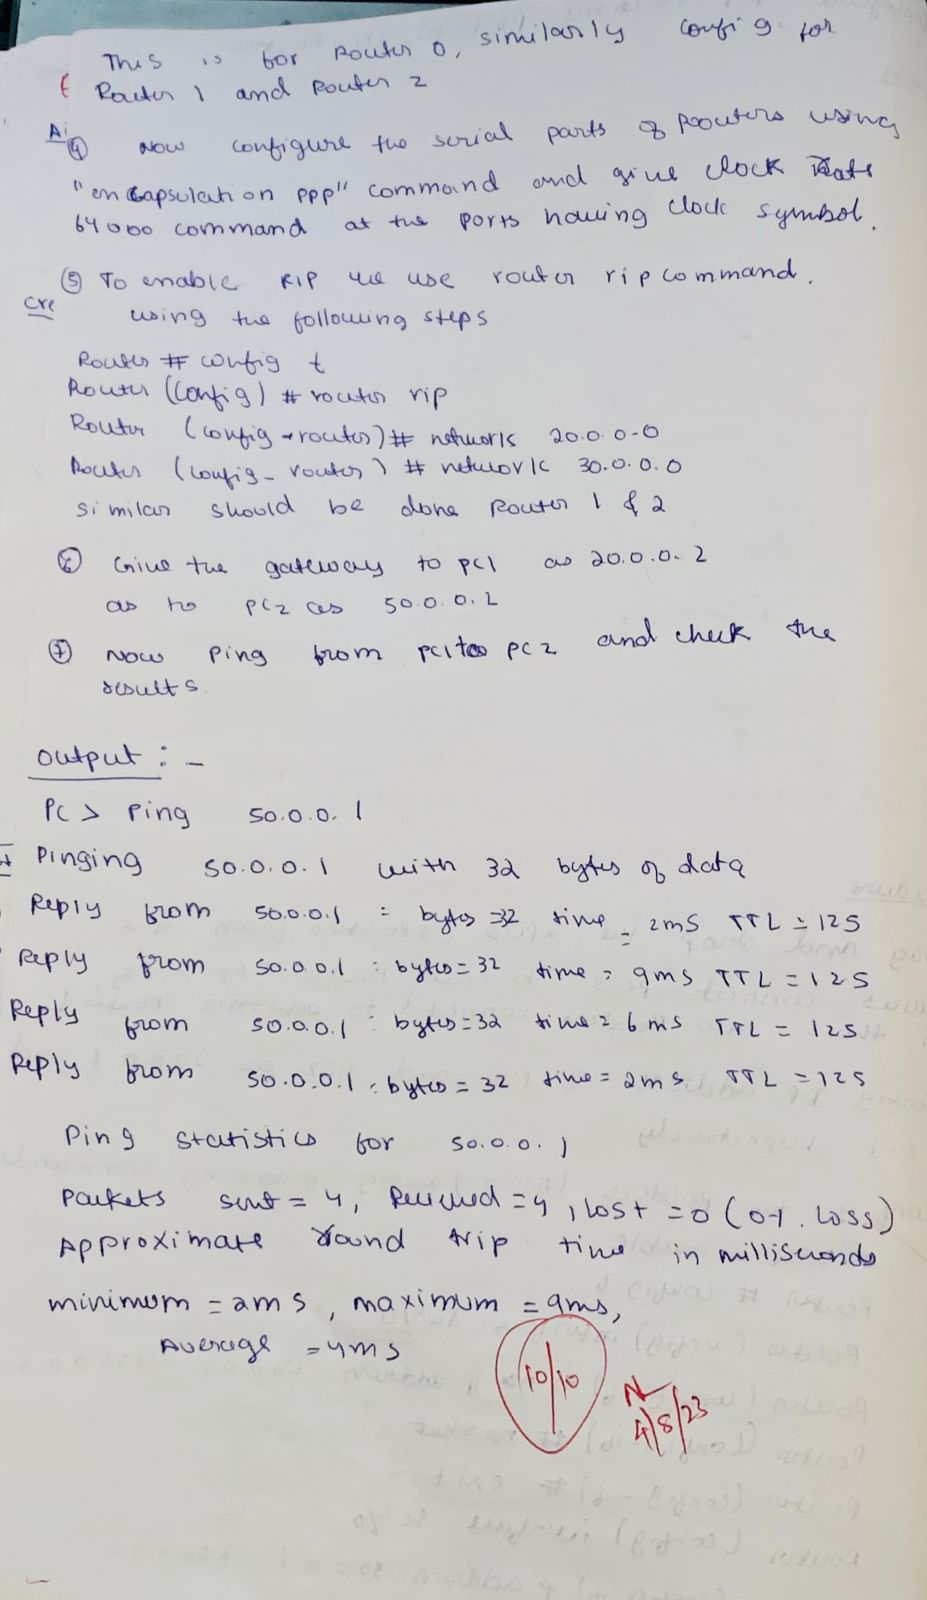 This is for Router 0, similarly config for
Router 1 and Router 2
④ Now configure the serial ports of Routers using
"encapsulation PPP" command and give clock rate
64000 command at the ports having clock symbol.
⑤ To enable RIP we use router rip command.
using the following steps
Router # config t
Router (config) # router rip
Router (config-router) # network 20.0.0.0
Router (config-router) # network 30.0.0.0
similar should be done Router 1 & 2
⑥ Give the gateway to PC1 as 20.0.0.2
as to PC2 as 50.0.0.2
⑦ Now Ping from PC1 to PC2 and check the
results.
Output : -
PC > Ping 50.0.0.1
Pinging 50.0.0.1 with 32 bytes of data
Reply from 50.0.0.1 : bytes = 32 time = 2ms TTL = 125
Reply from 50.0.0.1 : bytes = 32 time = 9ms TTL = 125
Reply from 50.0.0.1 : bytes = 32 time = 6ms TTL = 125
Reply from 50.0.0.1 : bytes = 32 time = 2ms TTL = 125
Ping statistics for 50.0.0.1
Packets sent = 4, Received = 4, Lost = 0 (0% Loss)
Approximate round trip time in milliseconds
minimum = 2ms, maximum = 9ms,
Average = 4ms
10/10
4/8/23